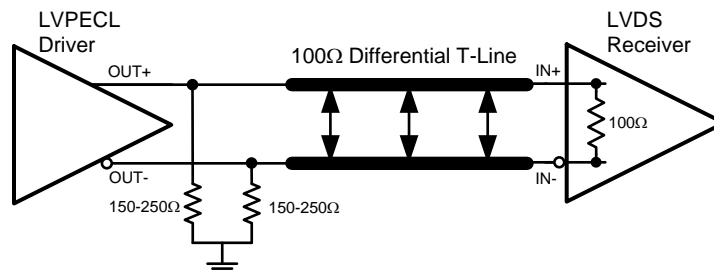 LVPECL
Driver
LVDS
Receiver
100Ω Differential T-Line
OUT+
IN+
100Ω
OUT-
IN-
150-250Ω
150-250Ω